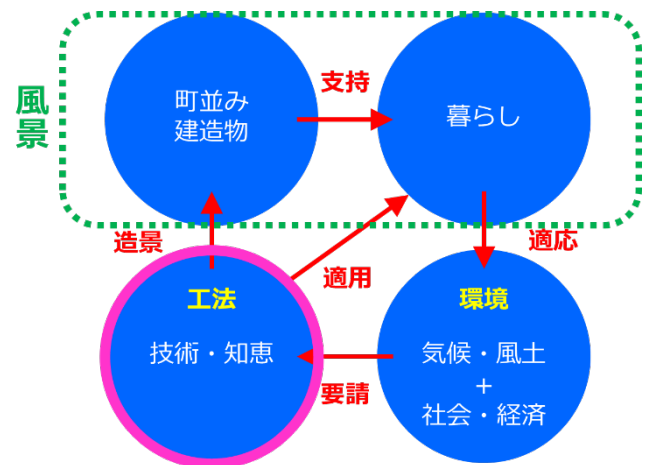 風景
町並み
建造物
支持
暮らし
造景
適用
適応
工法
技術・知恵
要請
環境
気候・風土
+
社会・経済